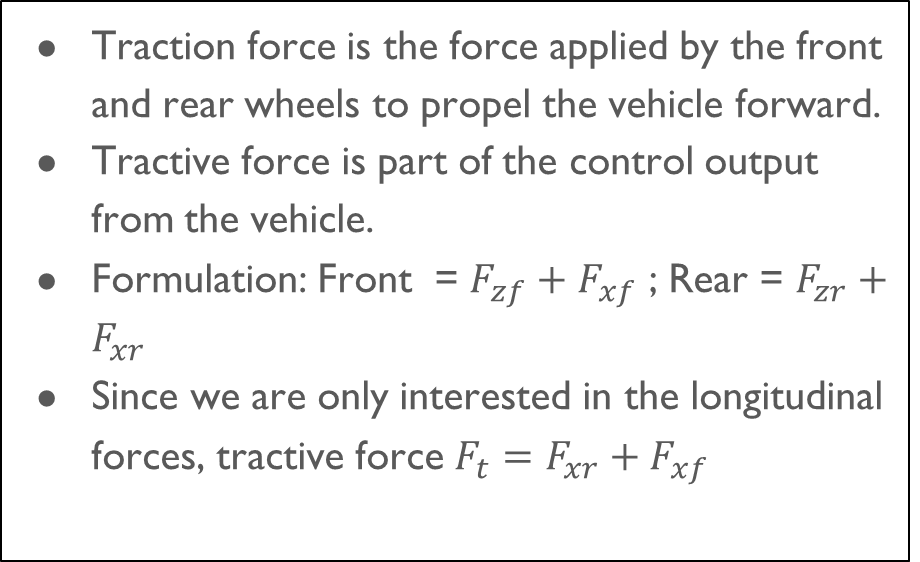 ● Traction force is the force applied by the front
and rear wheels to propel the vehicle forward.
● Tractive force is part of the control output
from the vehicle.
● Formulation: Front = F_{zf} + F_{xf} ; Rear = F_{zr} +
F_{xr}
● Since we are only interested in the longitudinal
forces, tractive force F_t = F_{xr} + F_{xf}